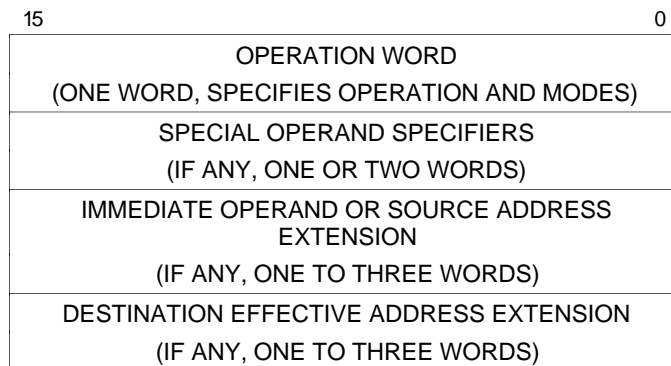 15 0
OPERATION WORD
(ONE WORD, SPECIFIES OPERATION AND MODES)
SPECIAL OPERAND SPECIFIERS
(IF ANY, ONE OR TWO WORDS)
IMMEDIATE OPERAND OR SOURCE ADDRESS
EXTENSION
(IF ANY, ONE TO THREE WORDS)
DESTINATION EFFECTIVE ADDRESS EXTENSION
(IF ANY, ONE TO THREE WORDS)